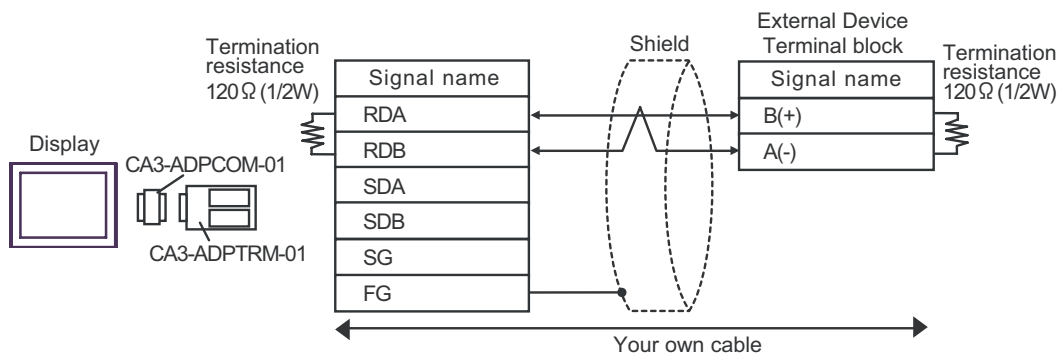 External Device
Terminal block
Termination
resistance
120Ω (1/2W)
Shield
Termination
resistance
120Ω (1/2W)
Signal name
Signal name
RDA
B(+)
RDB
A(-)
Display
CA3-ADPCOM-01
SDA
SDB
CA3-ADPTRM-01
SG
FG
Your own cable